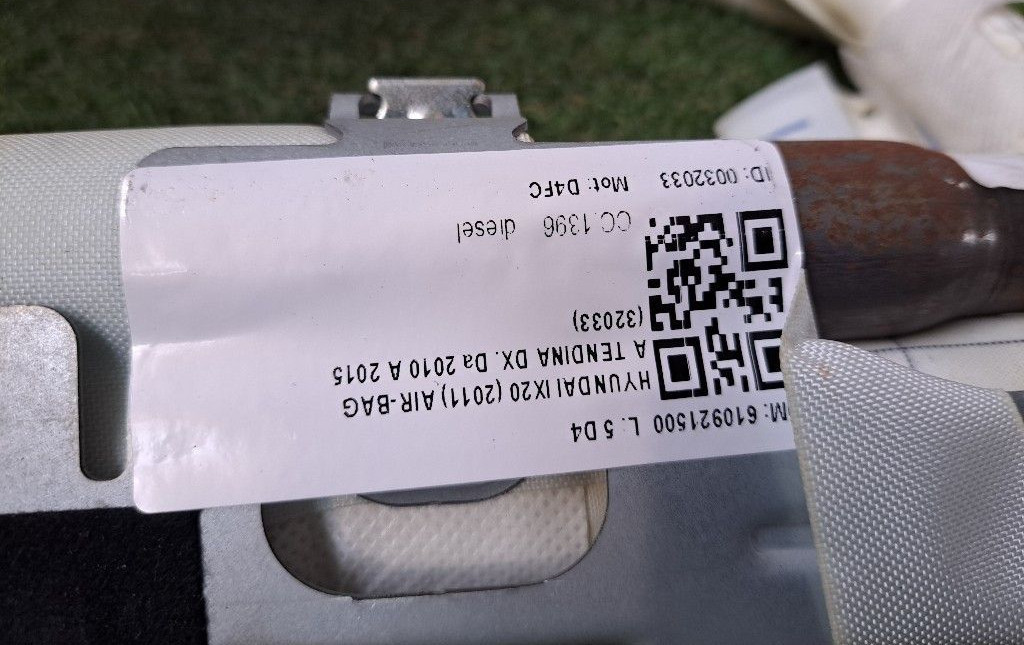 M: 610921500 L: 5 D4
HYUNDAI IX20 (2011) AIR-BAG
A TENDINA DX. Da 2010 A 2015
(32033)
CC.1396 diesel
ID: 0032033 Mot: D4FC